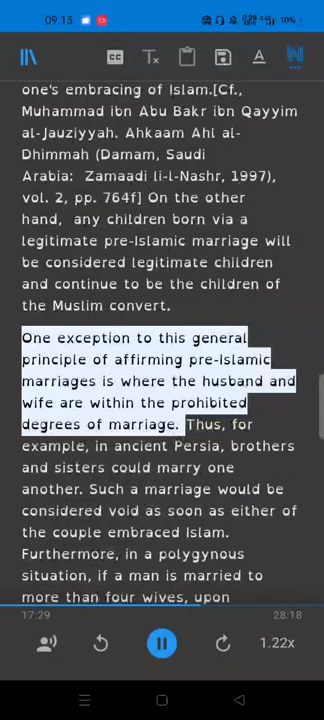 09.13
10%
CC
one's embracing of Islam.[Cf.,
Muhammad ibn Abu Bakr ibn Qayyim
al-Jauziyyah. Ahkaam Ahl al-
Dhimmah (Damam, Saudi
Arabia:  Zamaadi li-l-Nashr, 1997),
vol. 2, pp. 764f] On the other
hand,  any children born via a
legitimate pre-Islamic marriage will
be considered legitimate children
and continue to be the children of
the Muslim convert.
One exception to this general
principle of affirming pre-Islamic
marriages is where the husband and
wife are within the prohibited
degrees of marriage. Thus, for
example, in ancient Persia, brothers
and sisters could marry one
another. Such a marriage would be
considered void as soon as either of
the couple embraced Islam.
Furthermore, in a polygynous
situation, if a man is married to
more than four wives, upon
17:29 28:18
1.22x